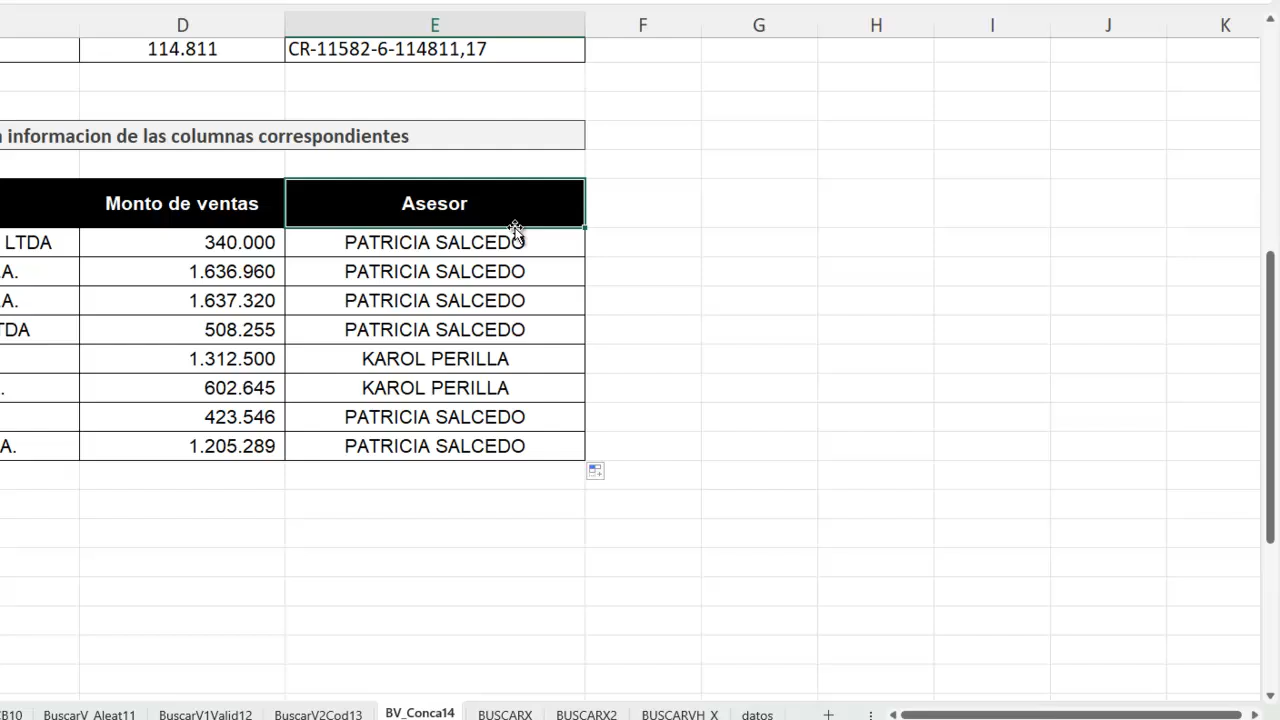 D E F G H I J K
114.811 CR-11582-6-114811,17
informacion de las columnas correspondientes
Monto de ventas Asesor
LTDA 340.000 PATRICIA SALCEDO
.A. 1.636.960 PATRICIA SALCEDO
.A. 1.637.320 PATRICIA SALCEDO
TDA 508.255 PATRICIA SALCEDO
1.312.500 KAROL PERILLA
. 602.645 KAROL PERILLA
423.546 PATRICIA SALCEDO
A. 1.205.289 PATRICIA SALCEDO
CB10 BuscarV_Aleat11 BuscarV1Valid12 BuscarV2Cod13 BV_Conca14 BUSCARX BUSCARX2 BUSCARVH_X datos